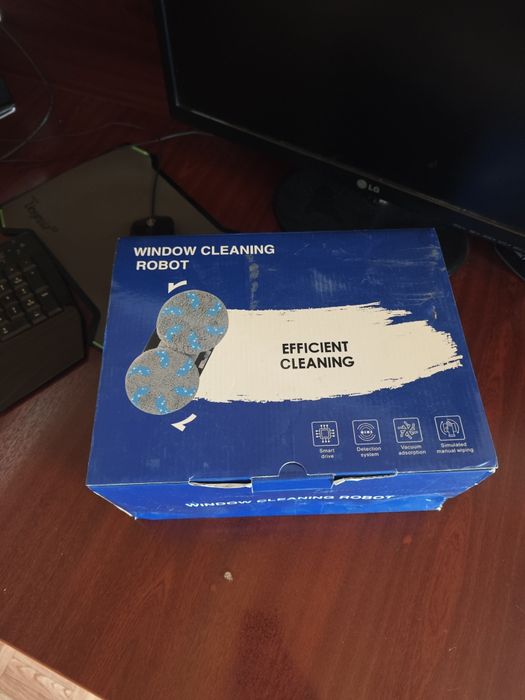 LG
WINDOW CLEANING
ROBOT
EFFICIENT
CLEANING
Smart
drive
Detection
system
Vacuum
adsorption
Simulated
manual wiping
WINDOW CLEANING ROBOT